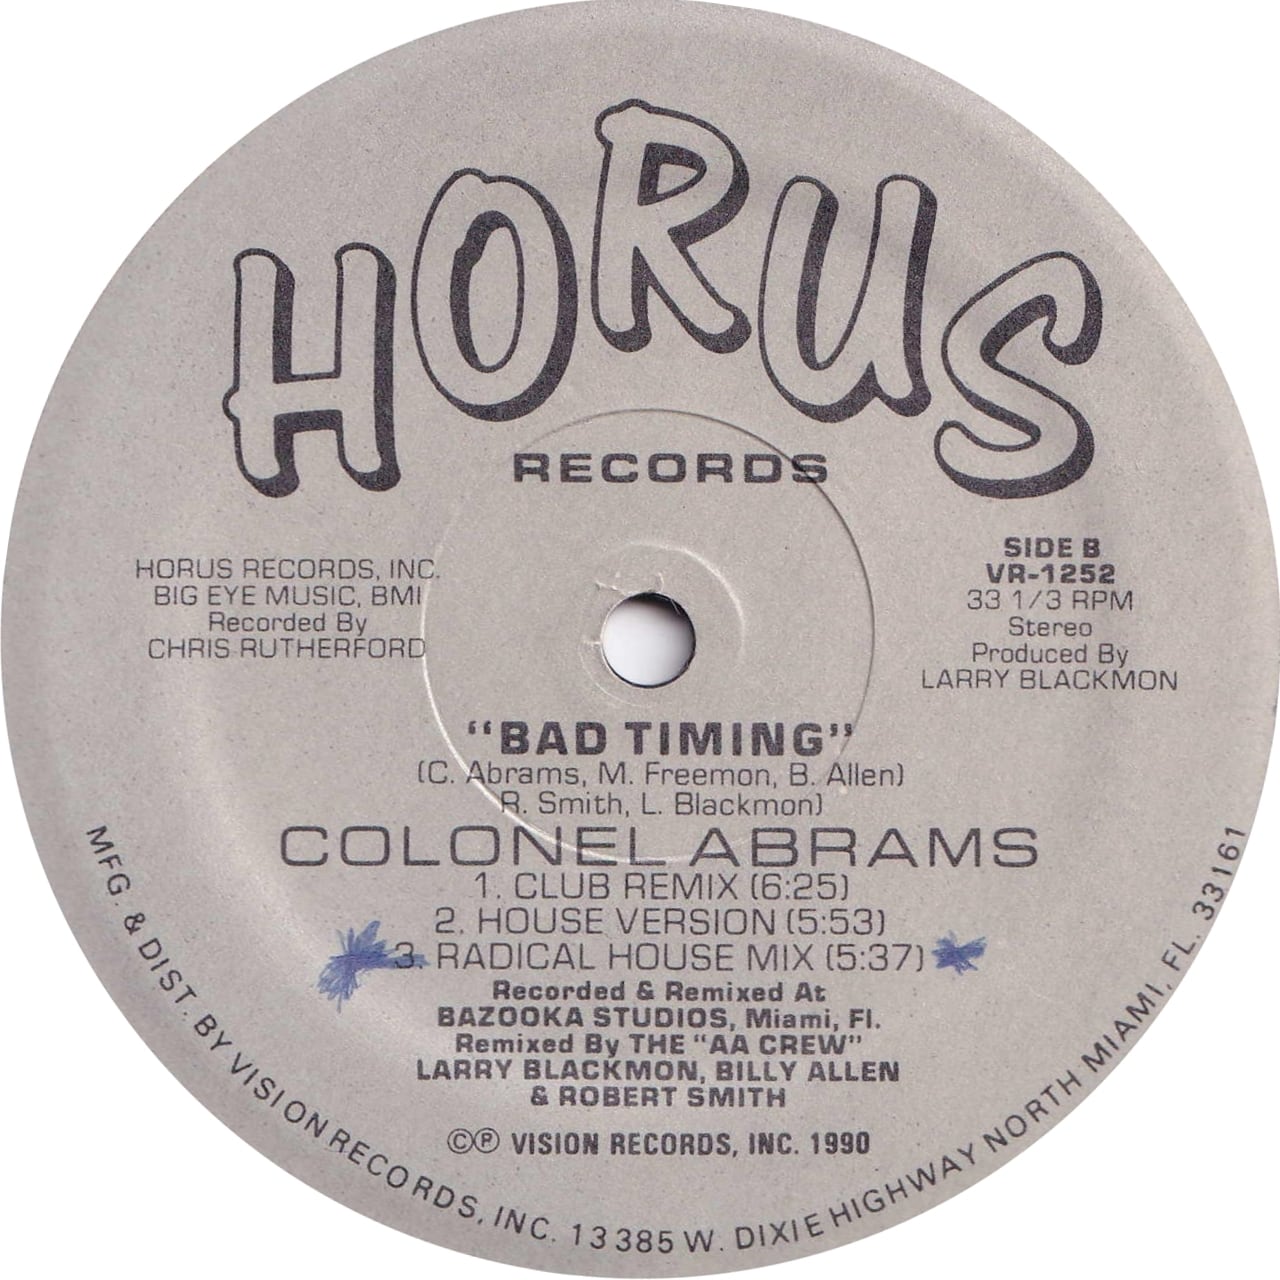 HORUS
RECORDS
HORUS RECORDS, INC.
BIG EYE MUSIC, BMI
Recorded By
CHRIS RUTHERFORD
SIDE B
VR-1252
33 1/3 RPM
Stereo
Produced By
LARRY BLACKMON
"BAD TIMING"
(C. Abrams, M. Freemon, B. Allen)
R. Smith, L. Blackmon)
COLONEL ABRAMS
1. CLUB REMIX (6:25)
2. HOUSE VERSION (5:53)
3. RADICAL HOUSE MIX (5:37)
Recorded & Remixed At
BAZOOKA STUDIOS, Miami, Fl.
Remixed By THE "AA CREW"
LARRY BLACKMON, BILLY ALLEN
& ROBERT SMITH
©℗ VISION RECORDS, INC. 1990
MFG. & DIST. BY VISION RECORDS, INC. 13385 W. DIXIE HIGHWAY NORTH MIAMI, FL. 33161